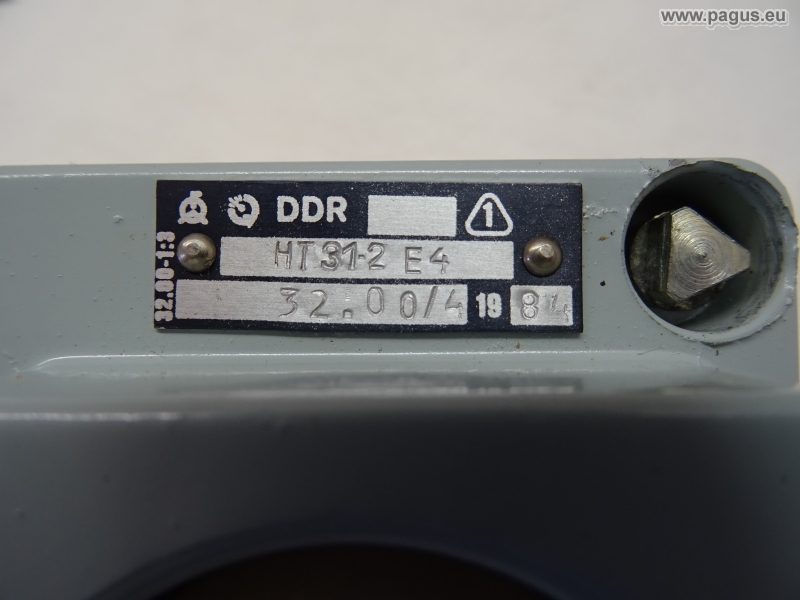 www.pagus.eu
DDR 1
HT31-2 E4
32.00/4 19 84
32.00-1:3